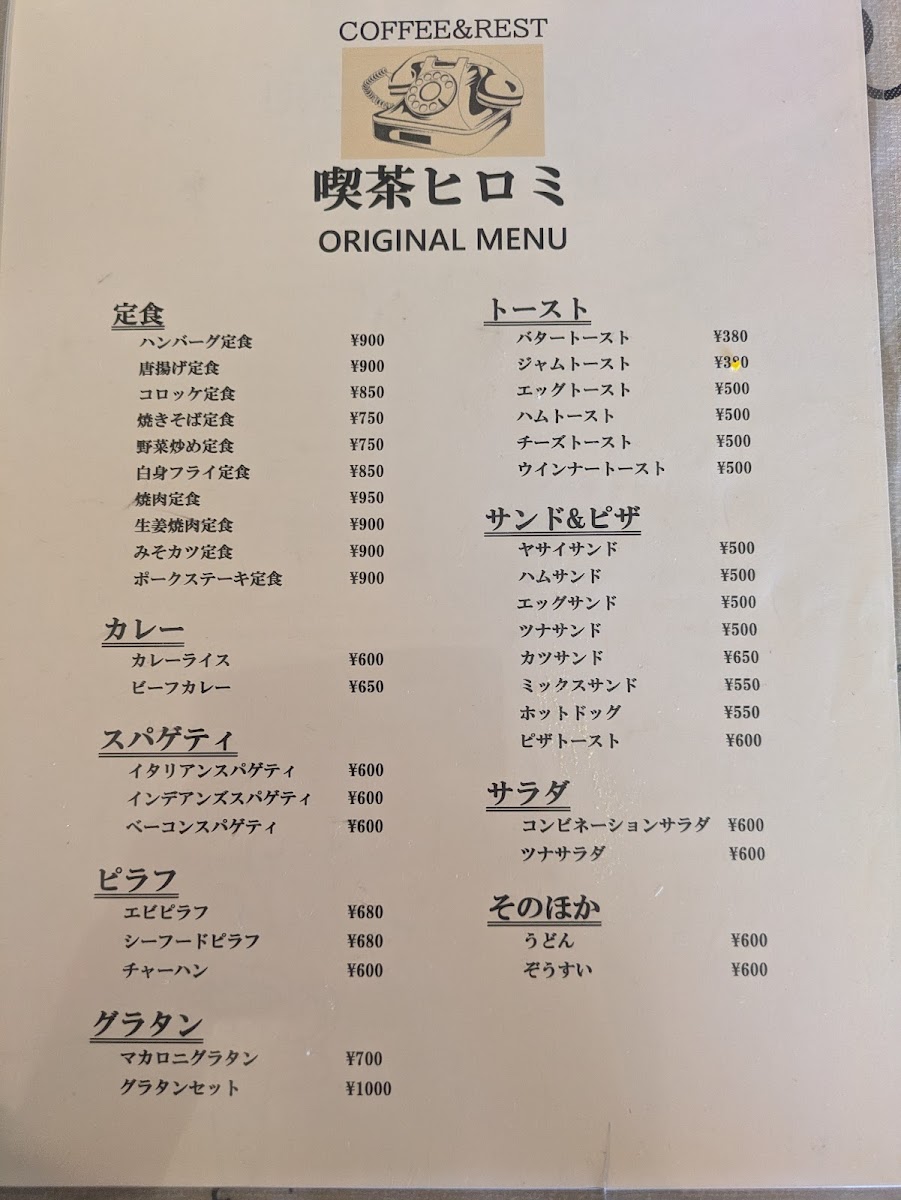 COFFEE&REST
喫茶ヒロミ
ORIGINAL MENU
定食
ハンバーグ定食 ¥900
唐揚げ定食 ¥900
コロッケ定食 ¥850
焼きそば定食 ¥750
野菜炒め定食 ¥750
白身フライ定食 ¥850
焼肉定食 ¥950
生姜焼肉定食 ¥900
みそカツ定食 ¥900
ポークステーキ定食 ¥900
カレー
カレーライス ¥600
ビーフカレー ¥650
スパゲティ
イタリアンスパゲティ ¥600
インデアンズスパゲティ ¥600
ベーコンスパゲティ ¥600
ピラフ
エビピラフ ¥680
シーフードピラフ ¥680
チャーハン ¥600
グラタン
マカロニグラタン ¥700
グラタンセット ¥1000
トースト
バタートースト ¥380
ジャムトースト ¥380
エッグトースト ¥500
ハムトースト ¥500
チーズトースト ¥500
ウインナートースト ¥500
サンド&ピザ
ヤサイサンド ¥500
ハムサンド ¥500
エッグサンド ¥500
ツナサンド ¥500
カツサンド ¥650
ミックスサンド ¥550
ホットドッグ ¥550
ピザトースト ¥600
サラダ
コンビネーションサラダ ¥600
ツナサラダ ¥600
そのほか
うどん ¥600
ぞうすい ¥600